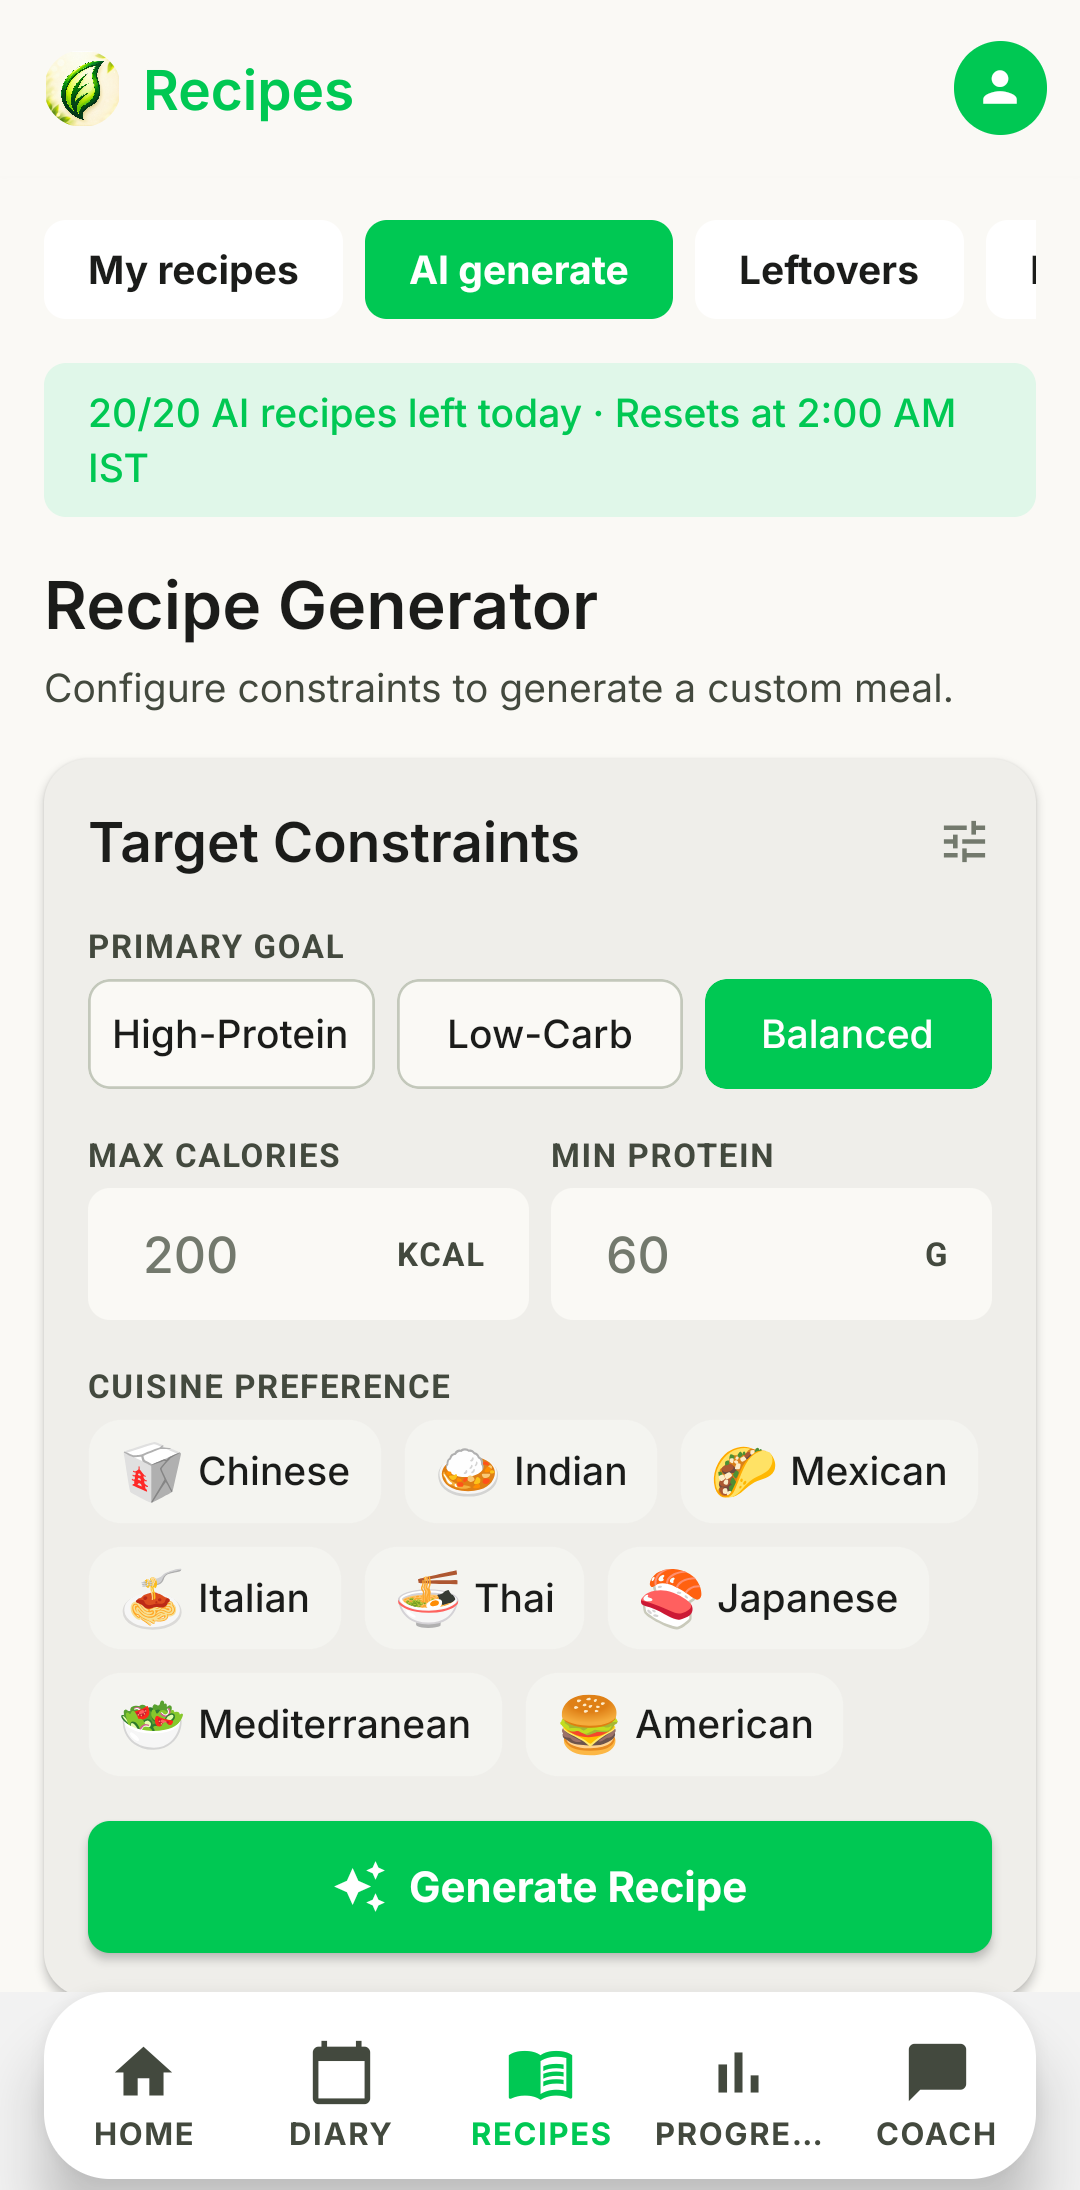 Recipes
My recipes
AI generate
Leftovers
20/20 AI recipes left today · Resets at 2:00 AM
IST
Recipe Generator
Configure constraints to generate a custom meal.
Target Constraints
PRIMARY GOAL
High-Protein
Low-Carb
Balanced
MAX CALORIES
MIN PROTEIN
200 KCAL
60 G
CUISINE PREFERENCE
Chinese
Indian
Mexican
Italian
Thai
Japanese
Mediterranean
American
Generate Recipe
HOME
DIARY
RECIPES
PROGRE...
COACH